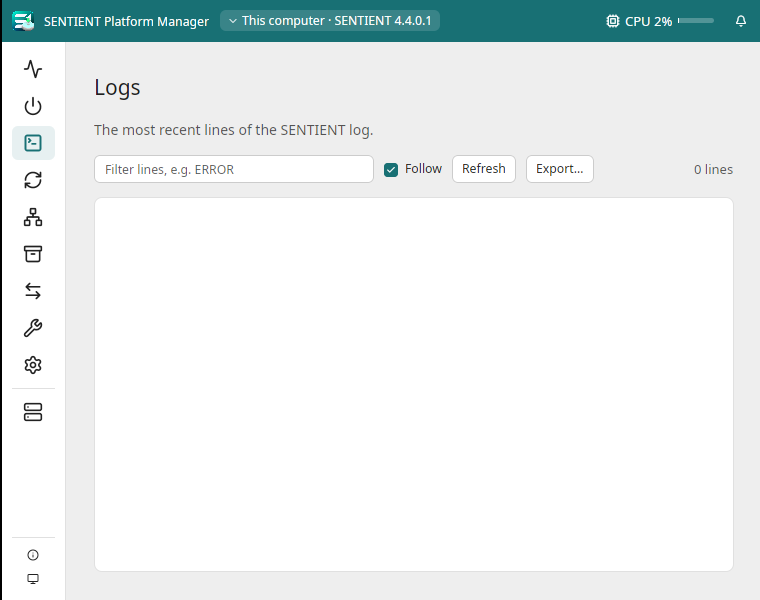 SENTIENT Platform Manager
This computer · SENTIENT 4.4.0.1
CPU 2%
Logs
The most recent lines of the SENTIENT log.
Filter lines, e.g. ERROR
Follow
Refresh
Export...
0 lines